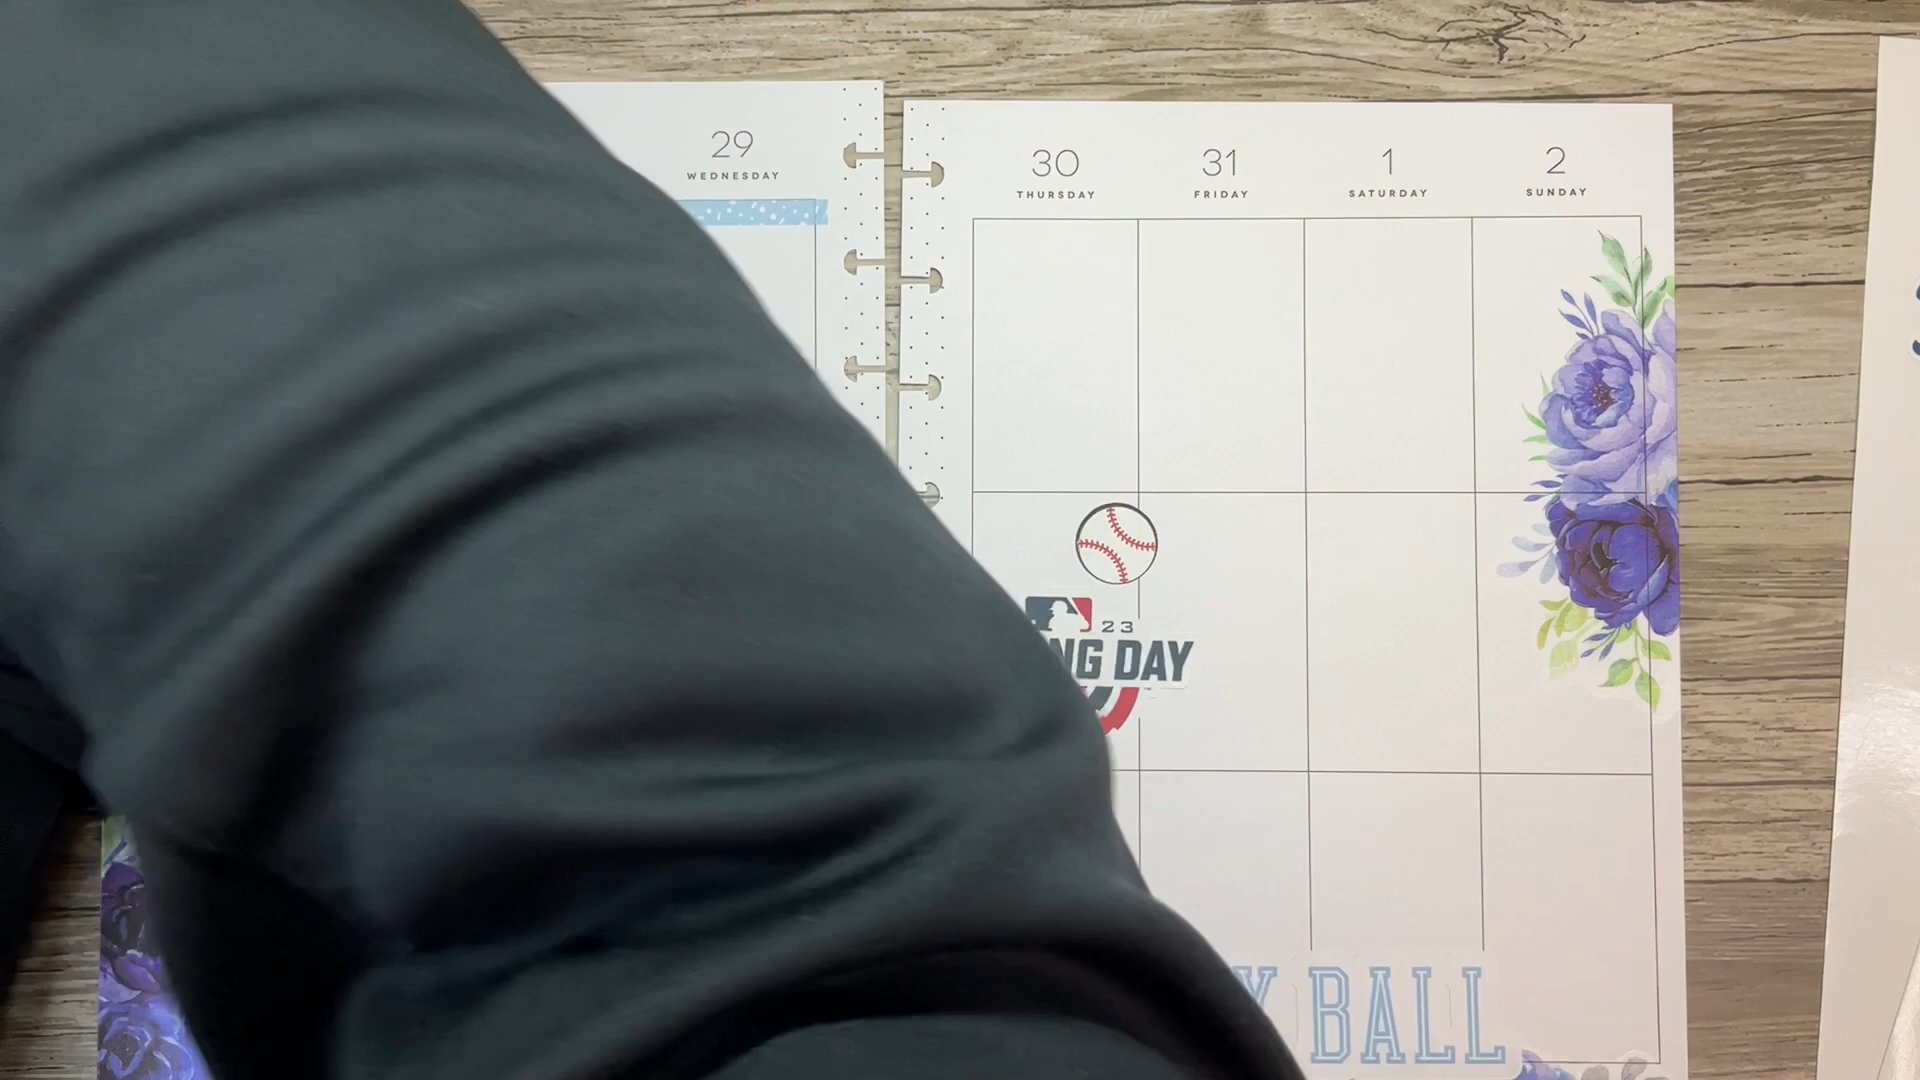 29
WEDNESDAY
30
THURSDAY
31
FRIDAY
1
SATURDAY
2
SUNDAY
23
NG DAY
Y BALL